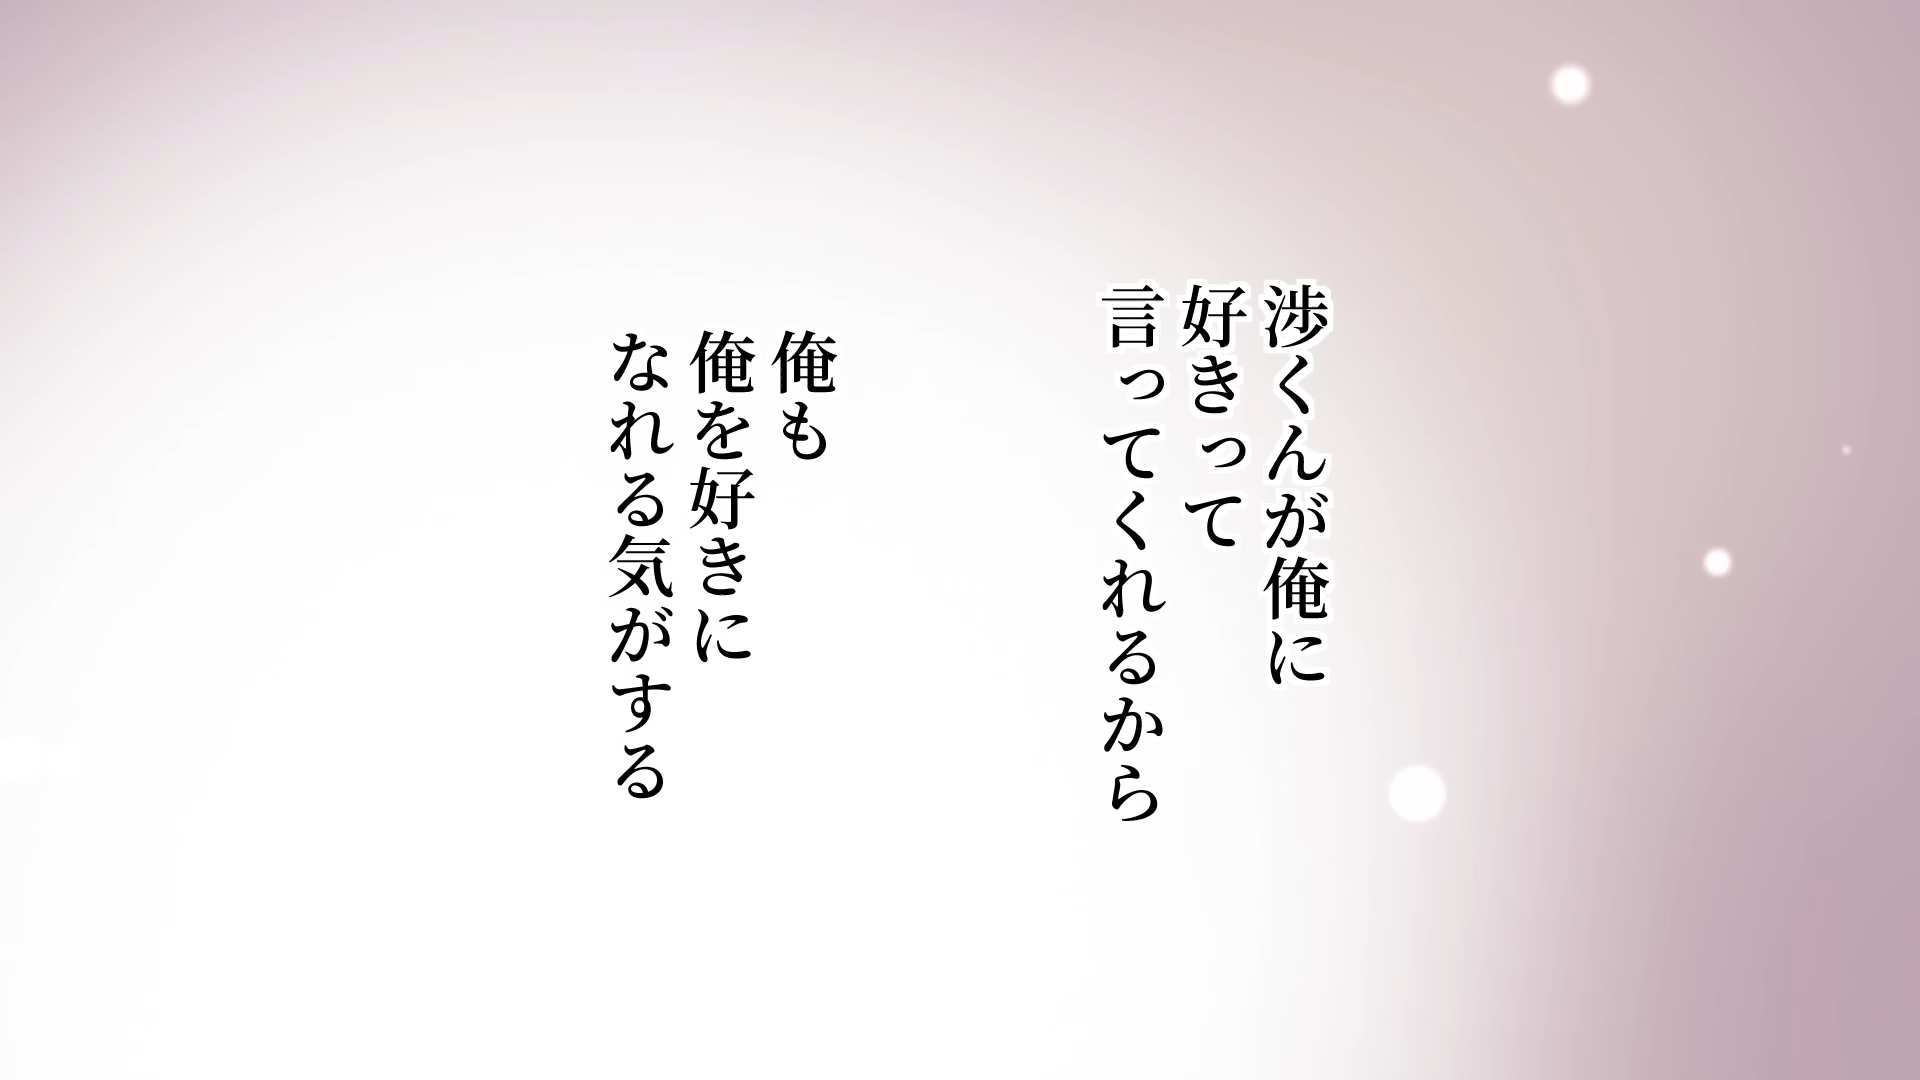 渉くんが俺に
好きって
言ってくれるから
俺も
俺を好きに
なれる気がする